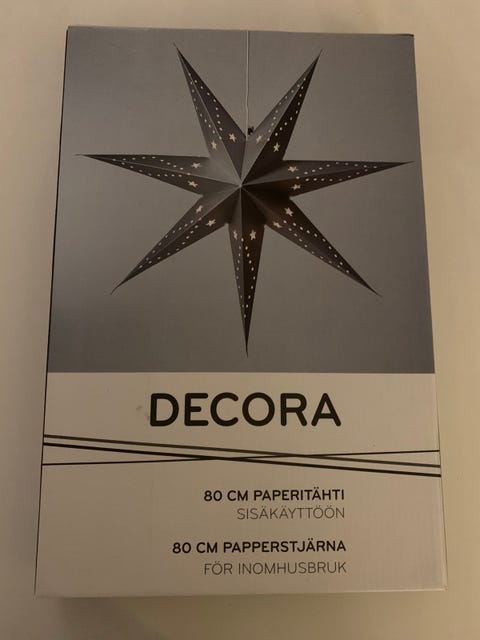 DECORA
80 CM PAPERITÄHTI
SISÄKÄYTTÖÖN
80 CM PAPPERSTJÄRNA
FÖR INOMHUSBRUK